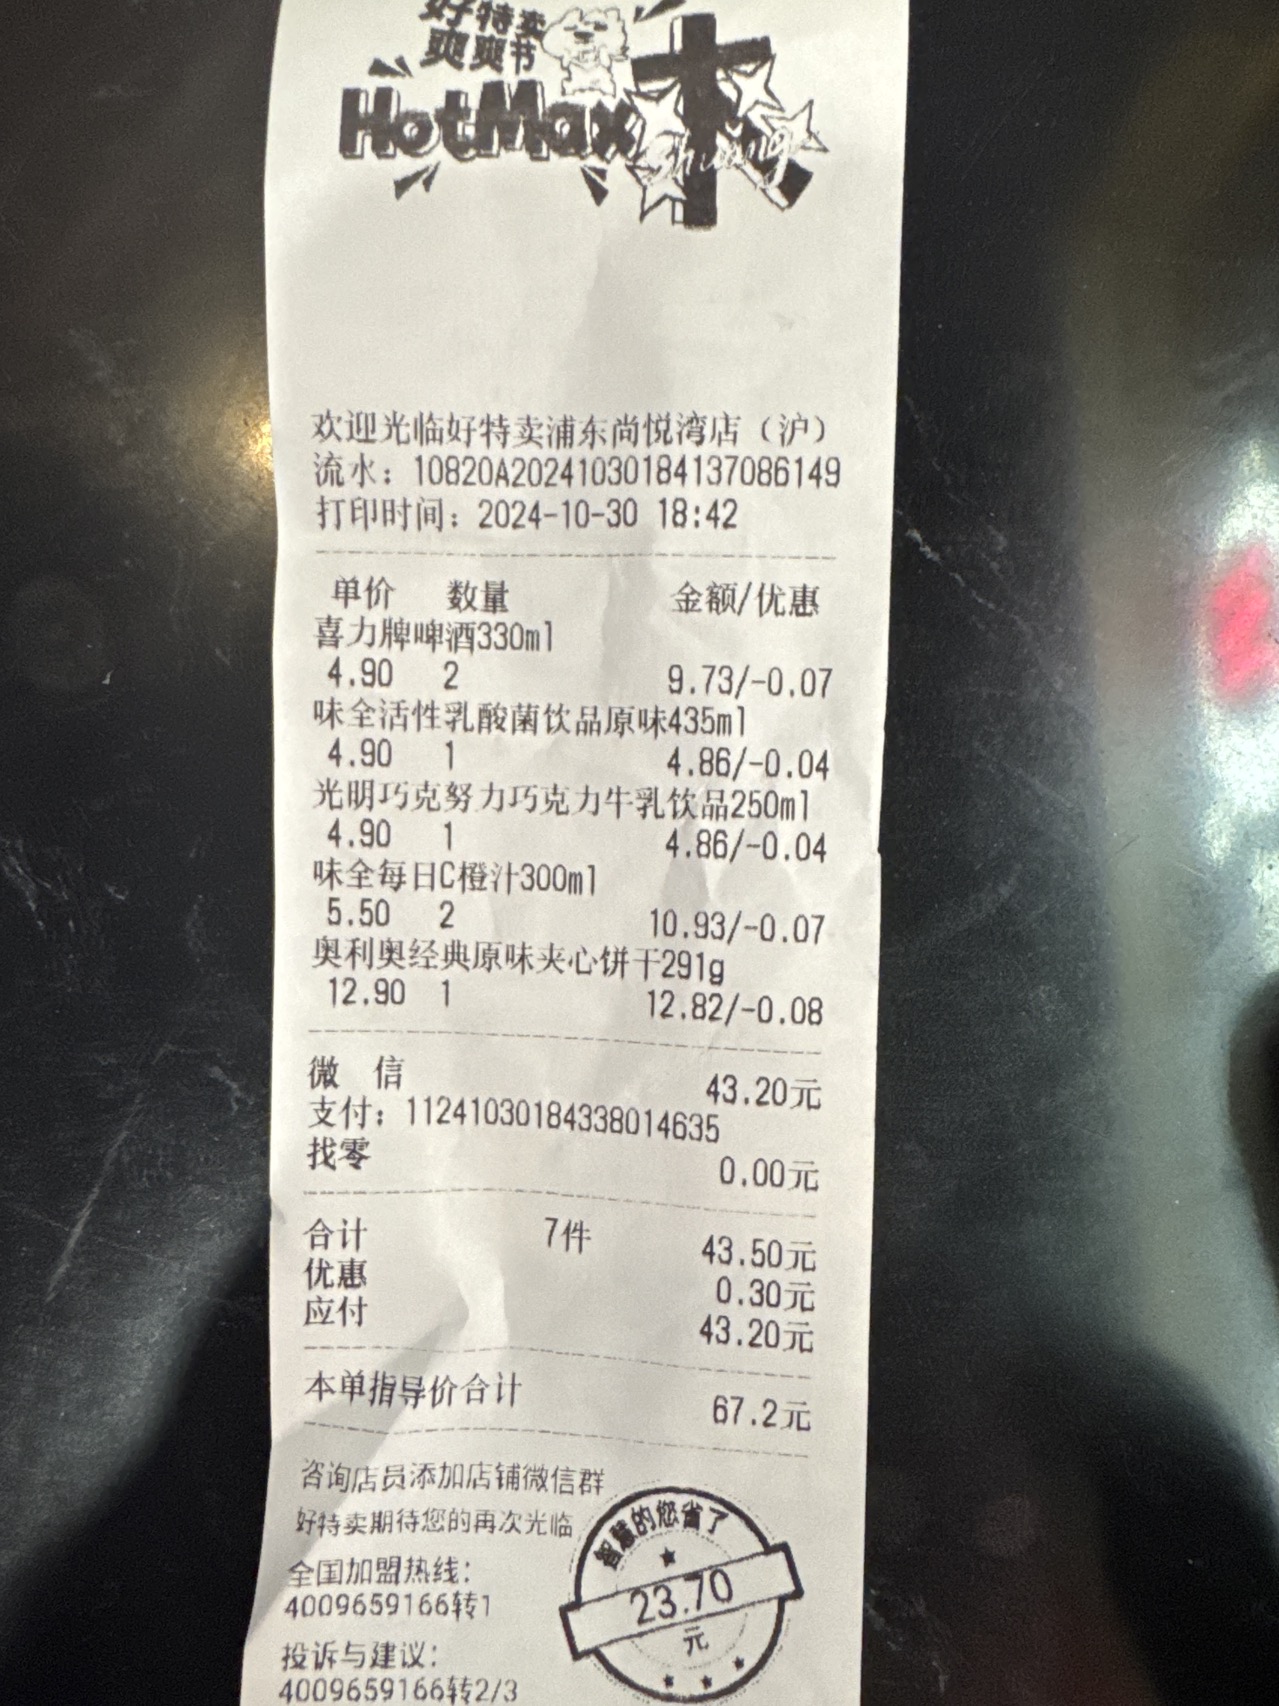 好特卖
爽爽节
HotMax
Shuang
欢迎光临好特卖浦东尚悦湾店（沪）
流水：10820A20241030184137086149
打印时间：2024-10-30 18:42
单价 数量 金额/优惠
喜力牌啤酒330ml
4.90 2 9.73/-0.07
味全活性乳酸菌饮品原味435ml
4.90 1 4.86/-0.04
光明巧克努力巧克力牛乳饮品250ml
4.90 1 4.86/-0.04
味全每日C橙汁300ml
5.50 2 10.93/-0.07
奥利奥经典原味夹心饼干291g
12.90 1 12.82/-0.08
微 信 43.20元
支付：11241030184338014635
找零 0.00元
合计 7件 43.50元
优惠 0.30元
应付 43.20元
本单指导价合计 67.2元
咨询店员添加店铺微信群
好特卖期待您的再次光临
全国加盟热线：
4009659166转1
投诉与建议：
4009659166转2/3
智慧的您省了
23.70
元